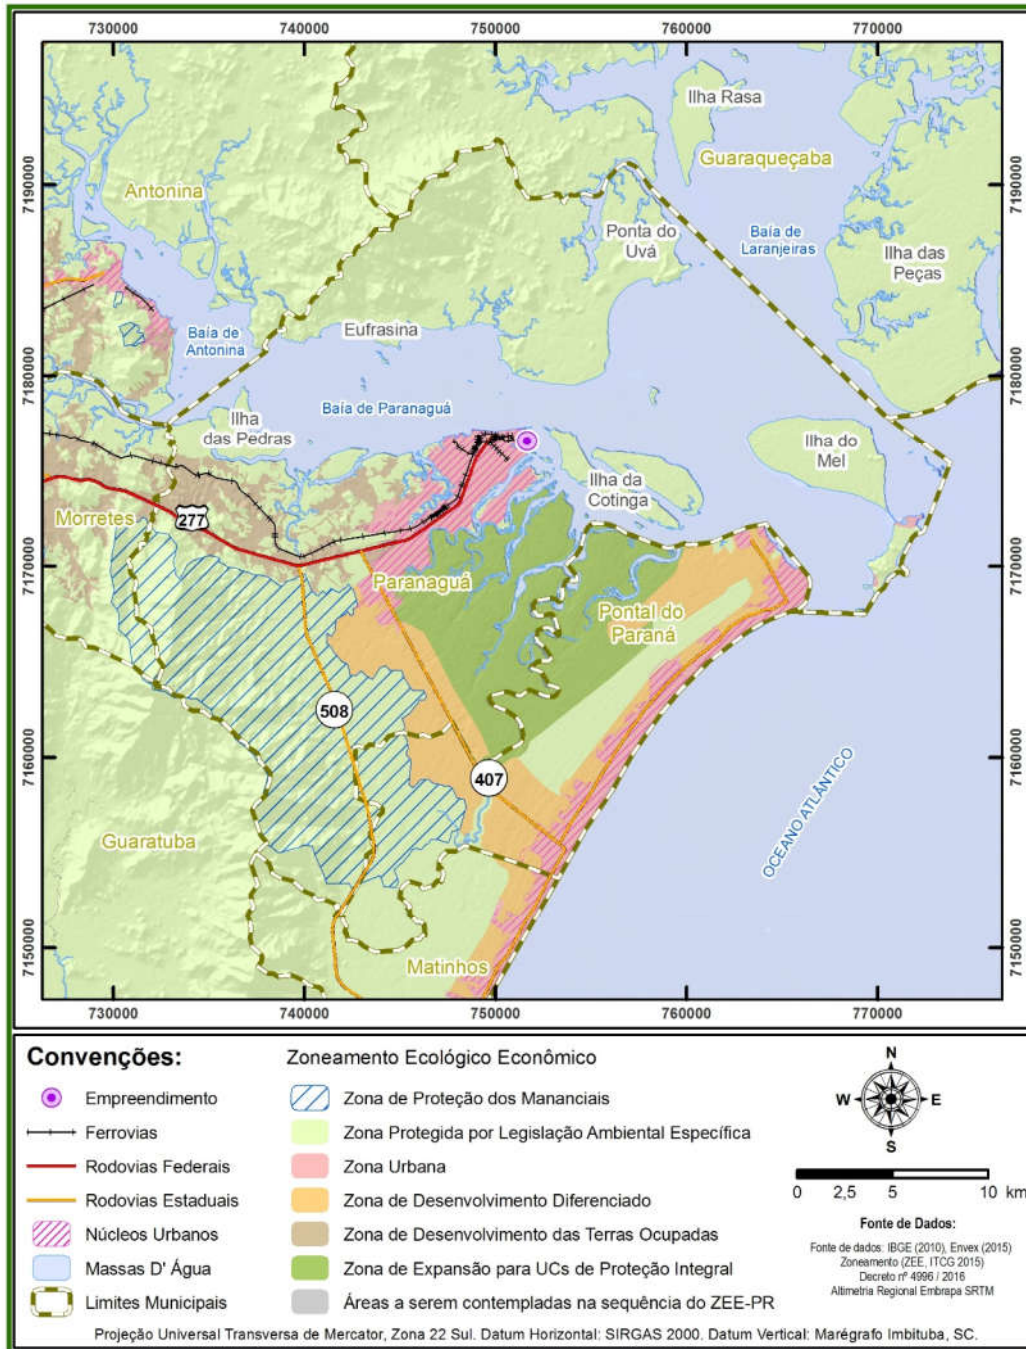 730000
740000
750000
760000
770000
7190000
7190000
7180000
7180000
7170000
7170000
7160000
7160000
7150000
7150000
Ilha Rasa
Guaraqueçaba
Antonina
Ponta do
Uvá
Baía de
Laranjeiras
Ilha das
Peças
Baía de
Antonina
Eufrasina
Ilha
das Pedras
Baía de Paranaguá
Ilha do
Mel
Ilha da
Cotinga
Morretes
277
Paranaguá
Pontal do
Paraná
508
407
Guaratuba
OCEANO ATLÂNTICO
Matinhos
730000
740000
750000
760000
770000
Convenções:
Empreendimento
Ferrovias
Rodovias Federais
Rodovias Estaduais
Núcleos Urbanos
Massas D' Água
Limites Municipais
Zoneamento Ecológico Econômico
Zona de Proteção dos Mananciais
Zona Protegida por Legislação Ambiental Específica
Zona Urbana
Zona de Desenvolvimento Diferenciado
Zona de Desenvolvimento das Terras Ocupadas
Zona de Expansão para UCs de Proteção Integral
Áreas a serem contempladas na sequência do ZEE-PR
N
W
E
S
0 2,5 5 10 km
Fonte de Dados:
Fonte de dados: IBGE (2010), Envex (2015)
Zoneamento (ZEE, ITCG 2015)
Decreto nº 4996 / 2016
Altimetria Regional Embrapa SRTM
Projeção Universal Transversa de Mercator, Zona 22 Sul. Datum Horizontal: SIRGAS 2000. Datum Vertical: Marégrafo Imbituba, SC.